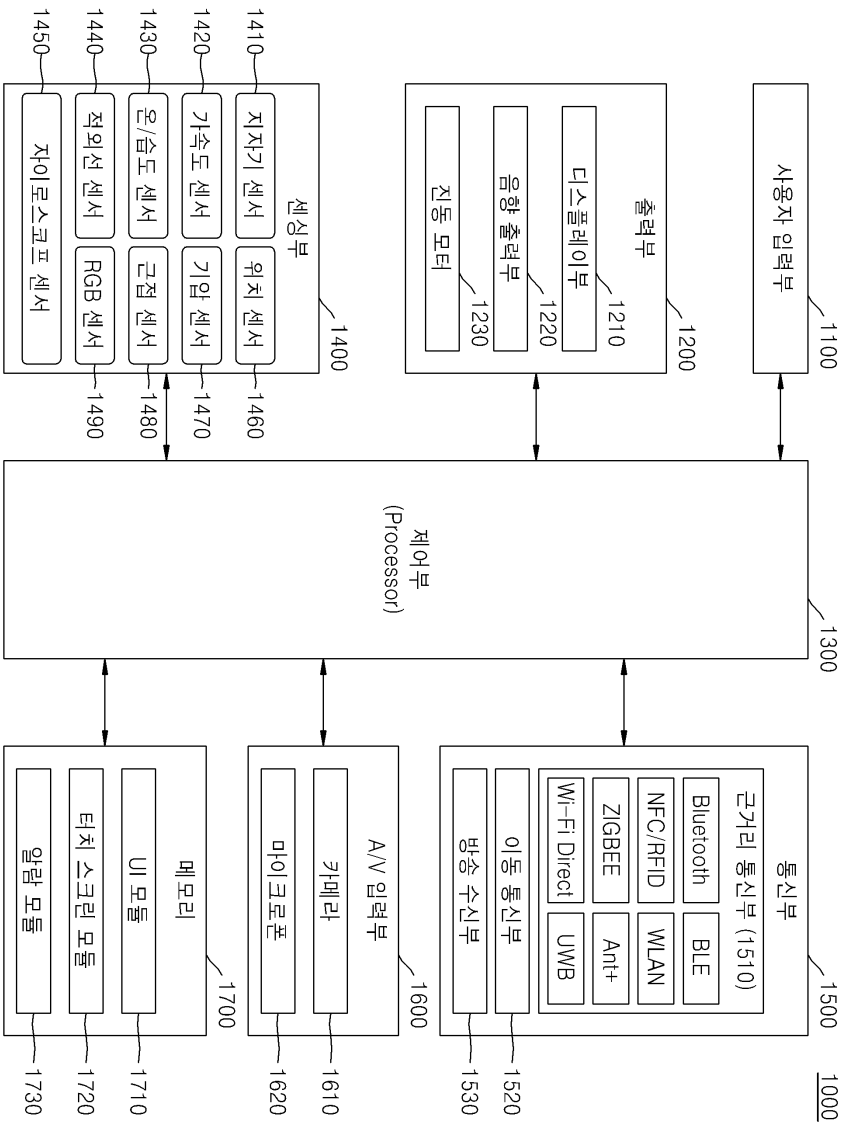 1000
사용자 입력부
1100
출력부
1200
디스플레이부
1210
음향 출력부
1220
진동 모터
1230
센싱부
1400
지자기 센서
1410
위치 센서
1460
가속도 센서
1420
기압 센서
1470
온/습도 센서
1430
근접 센서
1480
적외선 센서
1440
RGB 센서
1490
자이로스코프 센서
1450
제어부
(Processor)
1300
통신부
1500
근거리 통신부 (1510)
Bluetooth
BLE
NFC/RFID
WLAN
ZIGBEE
Ant+
Wi-Fi Direct
UWB
이동 통신부
1520
방송 수신부
1530
A/V 입력부
1600
카메라
1610
마이크로폰
1620
메모리
1700
UI 모듈
1710
터치 스크린 모듈
1720
알람 모듈
1730